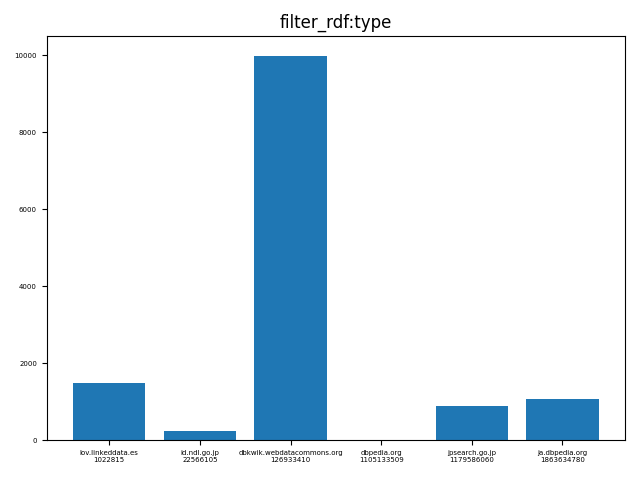 filter_rdf:type
10000
8000
6000
4000
2000
0
lov.linkeddata.es
1022815
id.ndl.go.jp
22566105
dbkwik.webdatacommons.org
126933410
dbpedia.org
1105133509
jpsearch.go.jp
1179586060
ja.dbpedia.org
1863634780